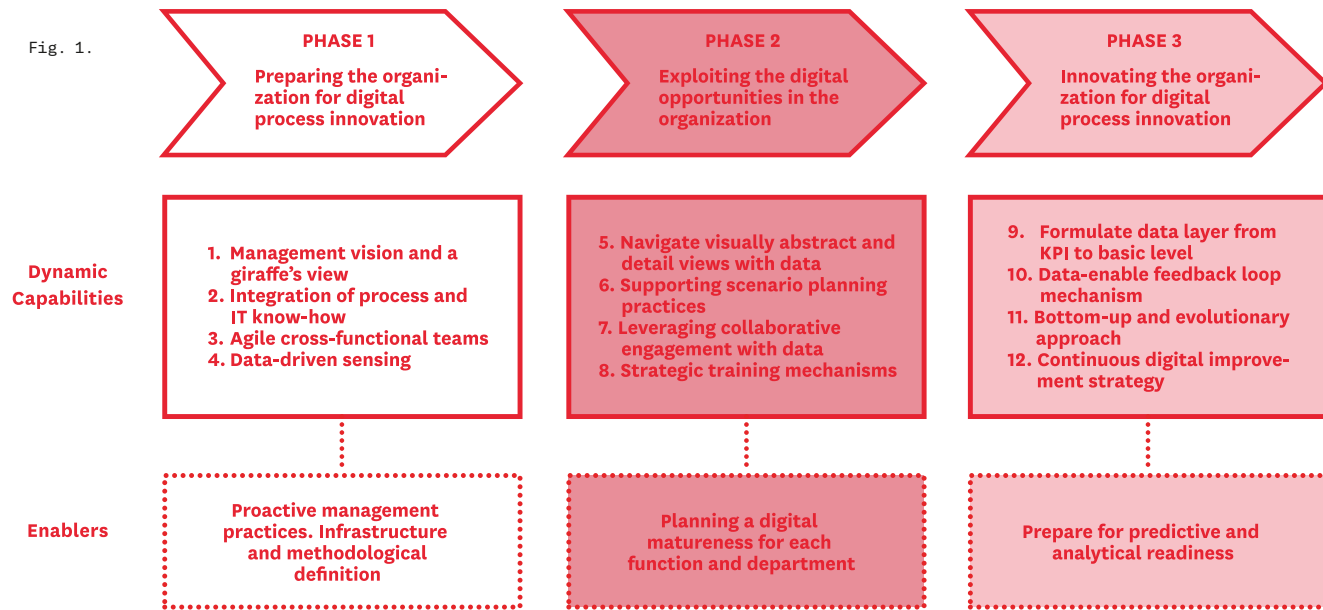 Fig. 1.
PHASE 1
Preparing the organi-
zation for digital
process innovation
PHASE 2
Exploiting the digital
opportunities in the
organization
PHASE 3
Innovating the organ-
ization for digital
process innovation
Dynamic
Capabilities
1. Management vision and a
giraffe's view
2. Integration of process and
IT know-how
3. Agile cross-functional teams
4. Data-driven sensing
5. Navigate visually abstract and
detail views with data
6. Supporting scenario planning
practices
7. Leveraging collaborative
engagement with data
8. Strategic training mechanisms
9. Formulate data layer from
KPI to basic level
10. Data-enable feedback loop
mechanism
11. Bottom-up and evolutionary
approach
12. Continuous digital improve-
ment strategy
Enablers
Proactive management
practices. Infrastructure
and methodological
definition
Planning a digital
matureness for each
function and department
Prepare for predictive and
analytical readiness